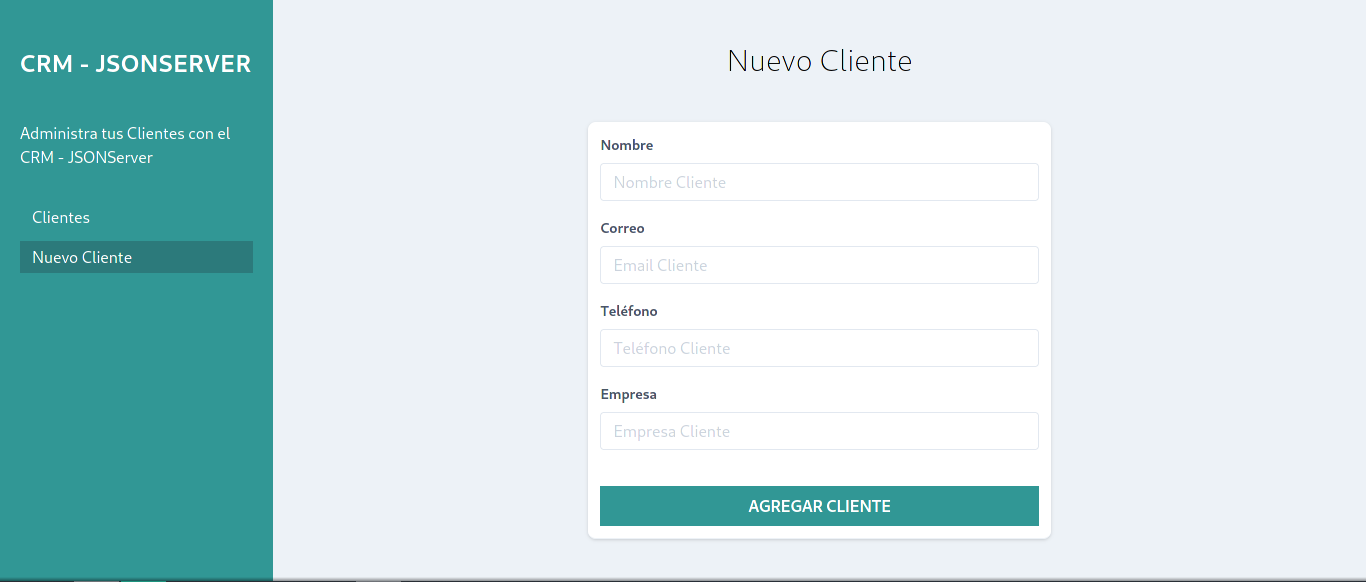 CRM - JSONSERVER
Administra tus Clientes con el
CRM - JSONServer
Clientes
Nuevo Cliente
Nuevo Cliente
Nombre
Nombre Cliente
Correo
Email Cliente
Teléfono
Teléfono Cliente
Empresa
Empresa Cliente
AGREGAR CLIENTE